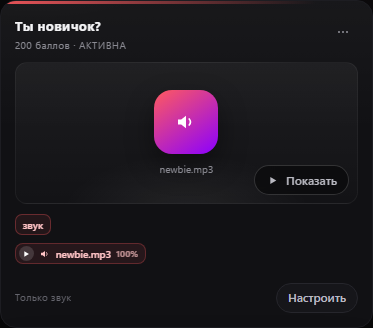 Ты новичок?
200 баллов · АКТИВНА
...
newbie.mp3
Показать
звук
newbie.mp3 100%
Только звук
Настроить